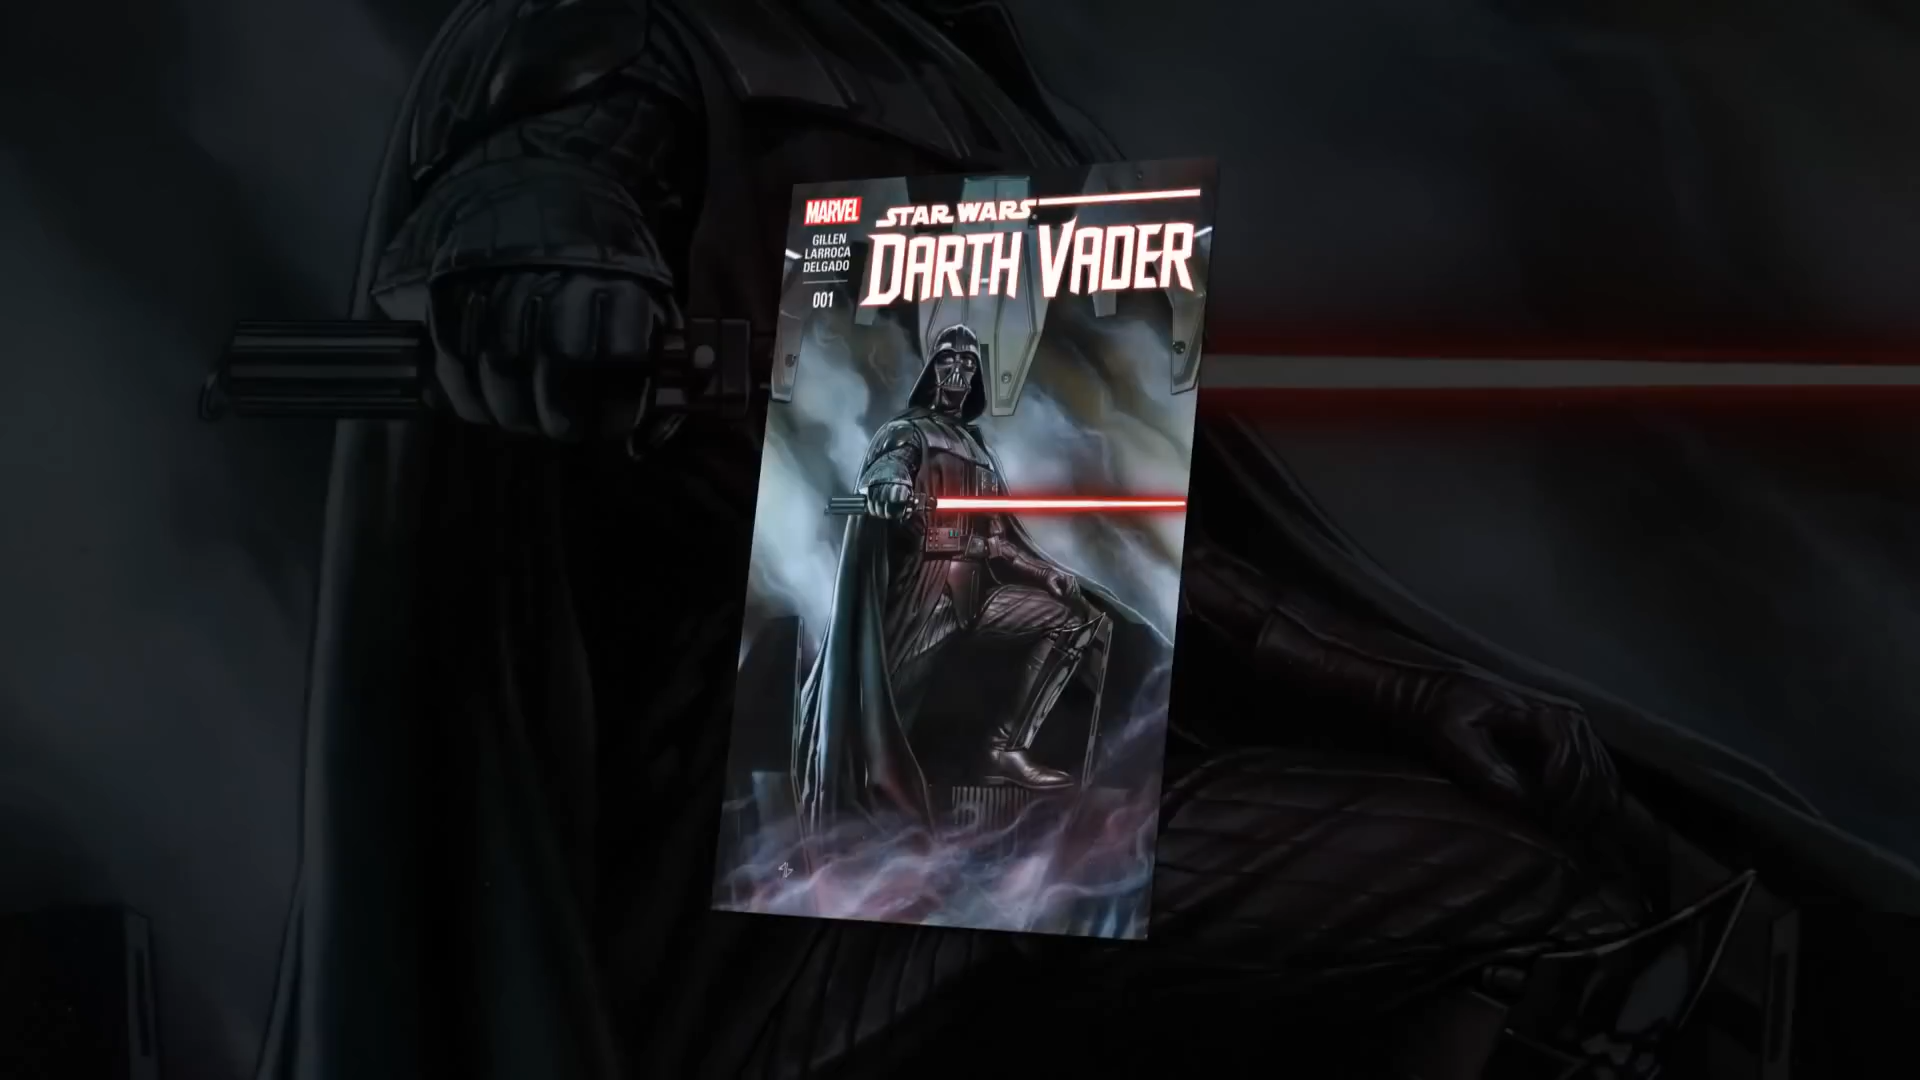 MARVEL
STAR WARS
DARTH VADER
GILLEN
LARROCA
DELGADO
001